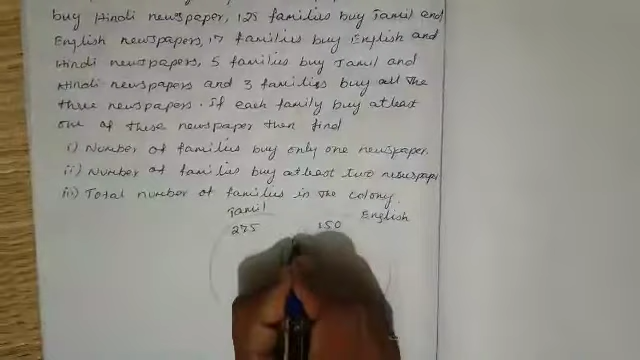 buy Hindi newspaper, 125 families buy Tamil and
English newspapers, 17 families buy English and
Hindi newspapers, 5 families buy Tamil and
Hindi newspapers and 3 families buy all the
three newspapers. If each family buy atleast
one of these newspaper then find
i) Number of families buy only one newspaper.
ii) Number of families buy atleast two newspaper
iii) Total number of families in the colony.
Tamil English
275 150